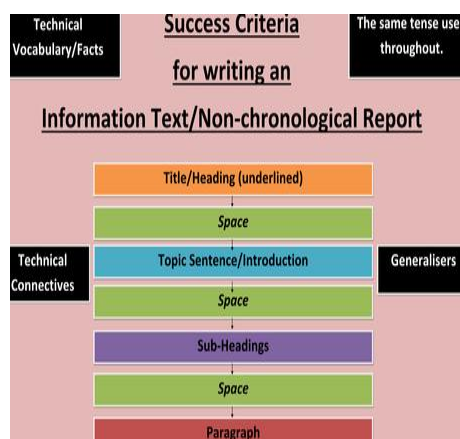 Technical
Vocabulary/Facts
Success Criteria
for writing an
The same tense use
throughout.
Information Text/Non-chronological Report
Title/Heading (underlined)
Space
Technical
Connectives
Topic Sentence/Introduction
Generalisers
Space
Sub-Headings
Space
Paragraph